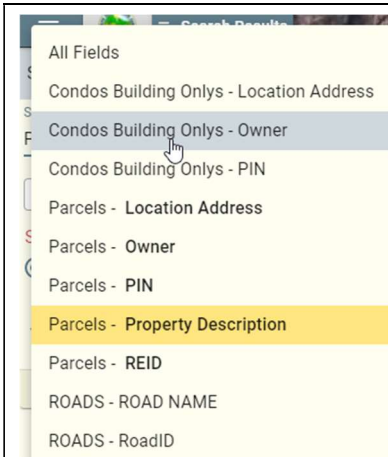 Search Results
All Fields
Condos Building Onlys - Location Address
Condos Building Onlys - Owner
Condos Building Onlys - PIN
Parcels - Location Address
Parcels - Owner
Parcels - PIN
Parcels - Property Description
Parcels - REID
ROADS - ROAD NAME
ROADS - RoadID